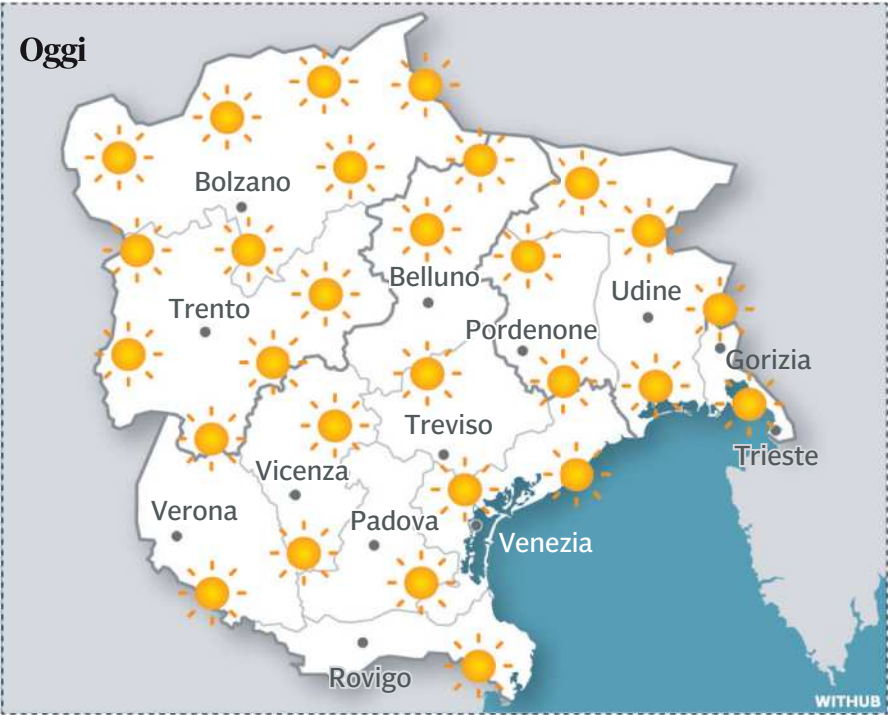 Oggi
Bolzano
Belluno
Trento
Udine
Pordenone
Gorizia
Treviso
Trieste
Vicenza
Verona
Padova
Venezia
Rovigo
WITHUB